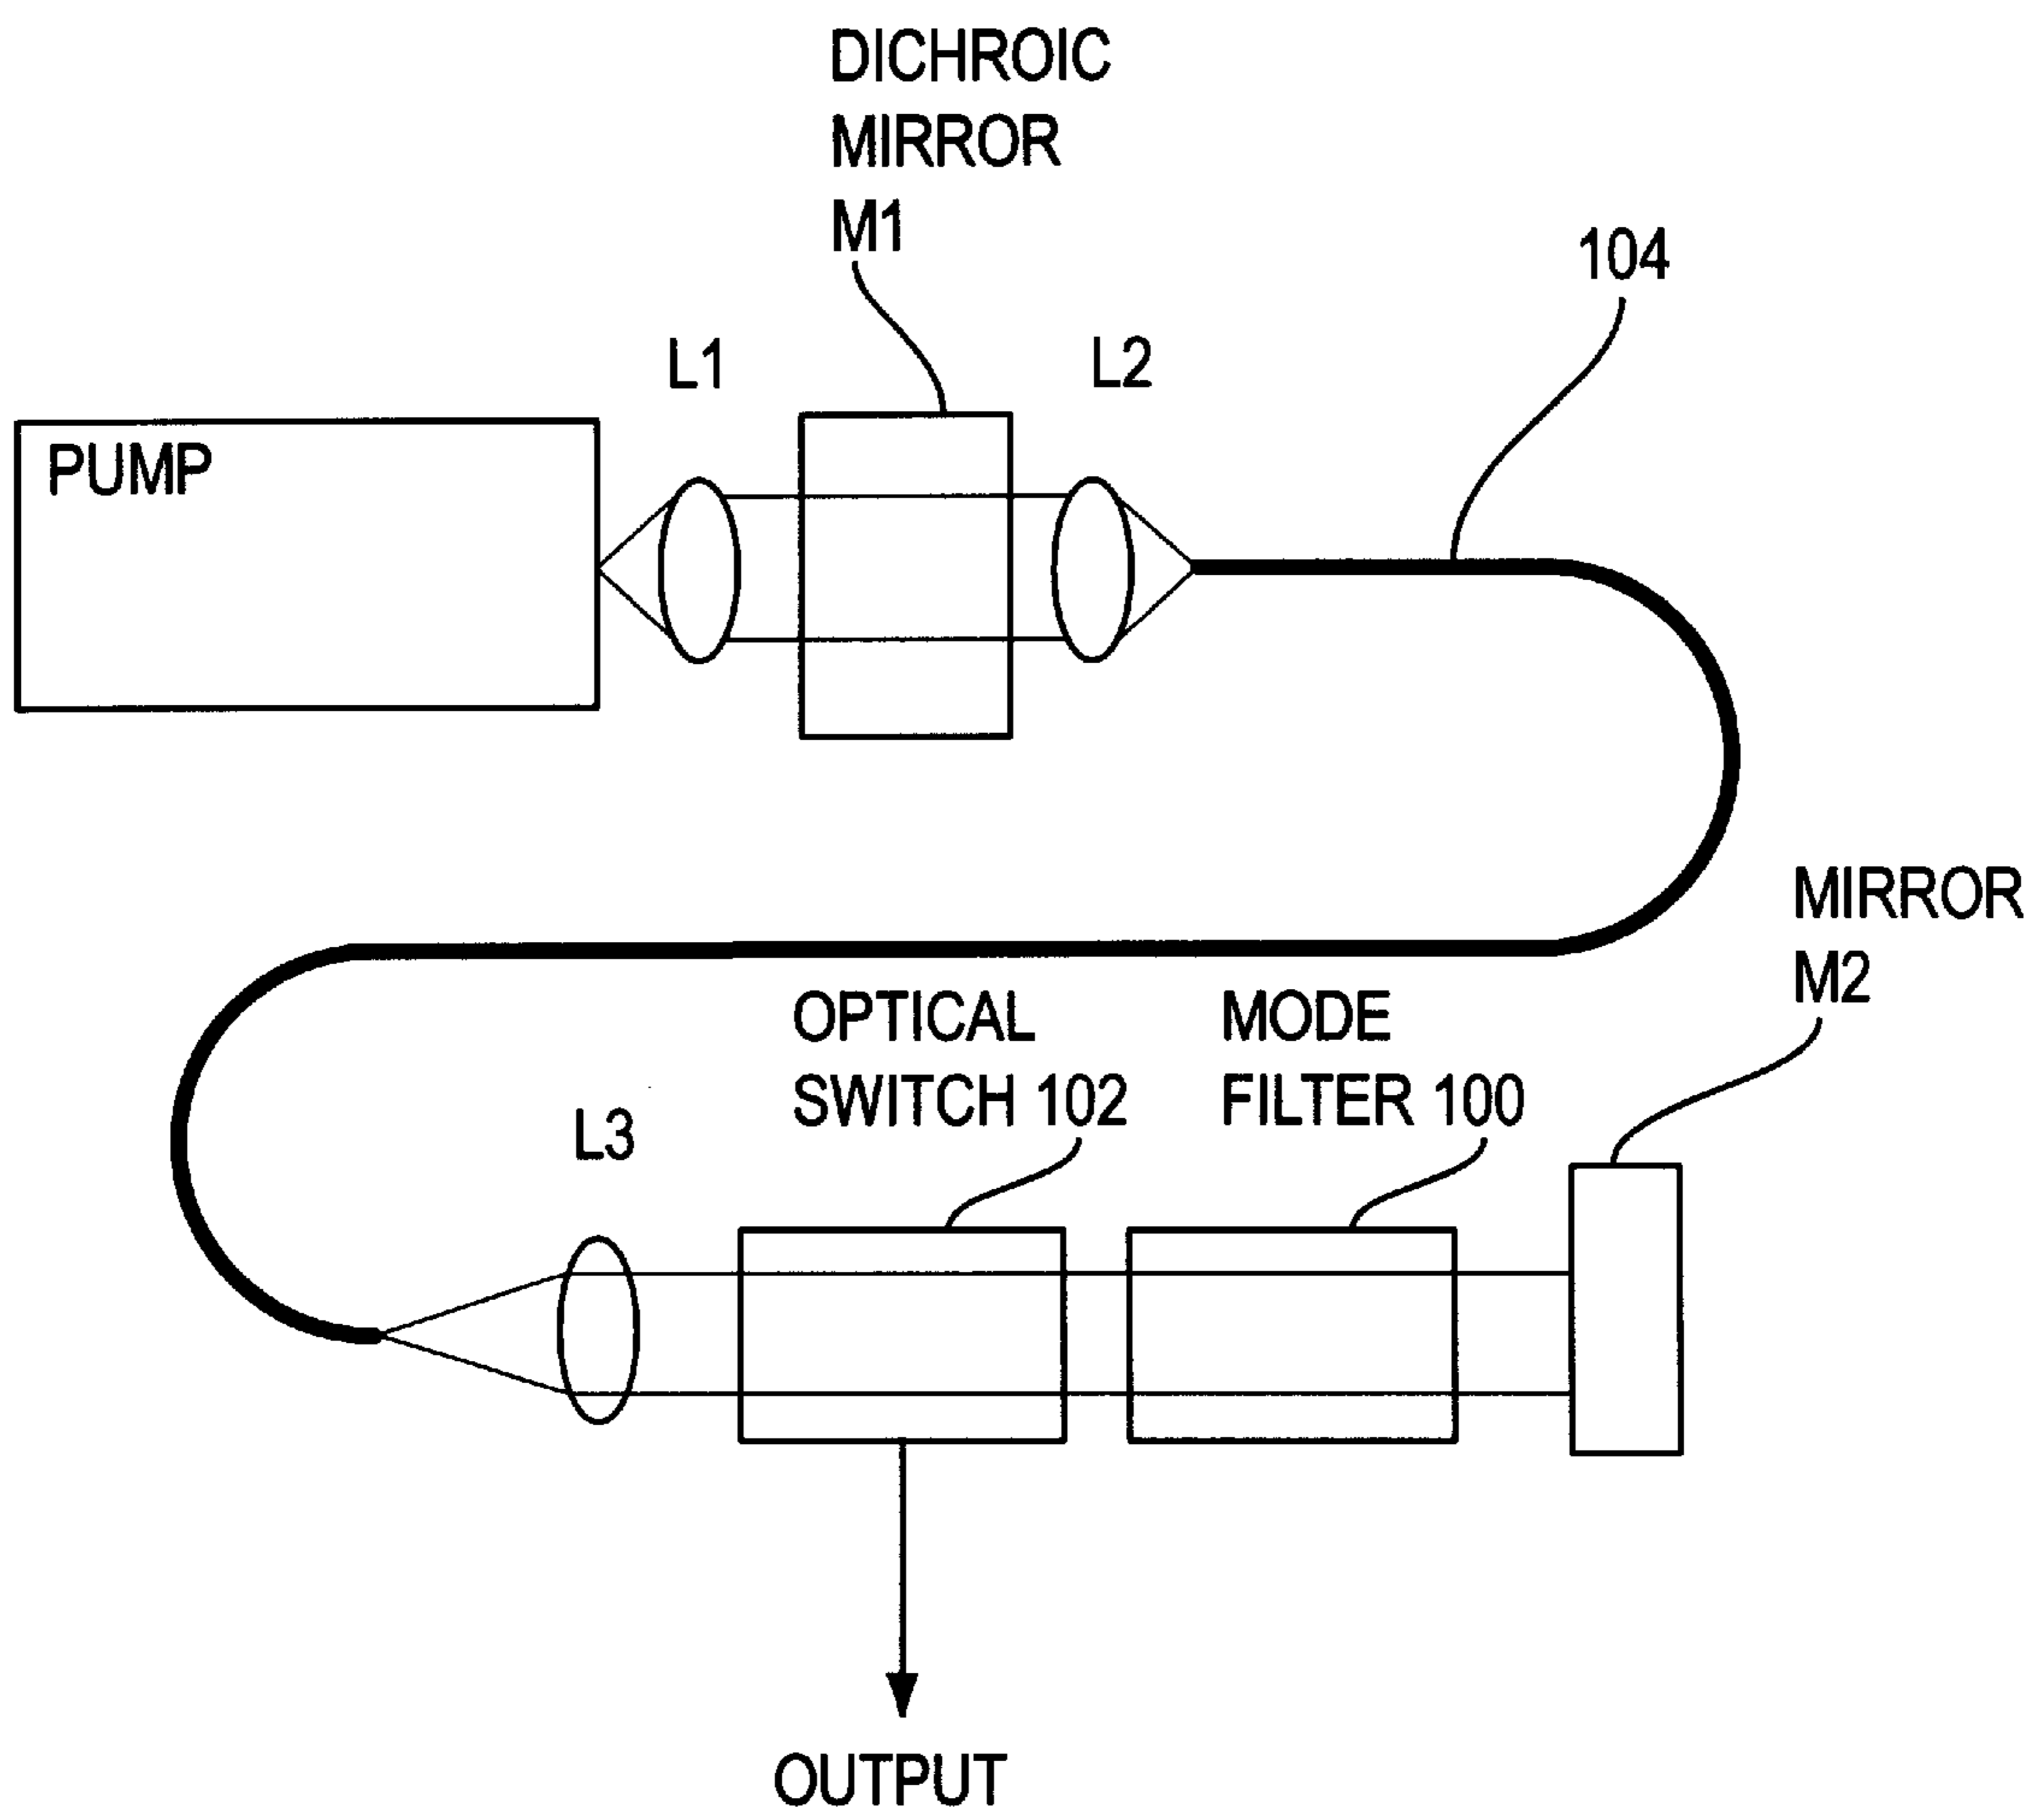 DICHROIC
MIRROR
M1
104
L1
L2
PUMP
MIRROR
M2
OPTICAL
SWITCH 102
MODE
FILTER 100
L3
OUTPUT